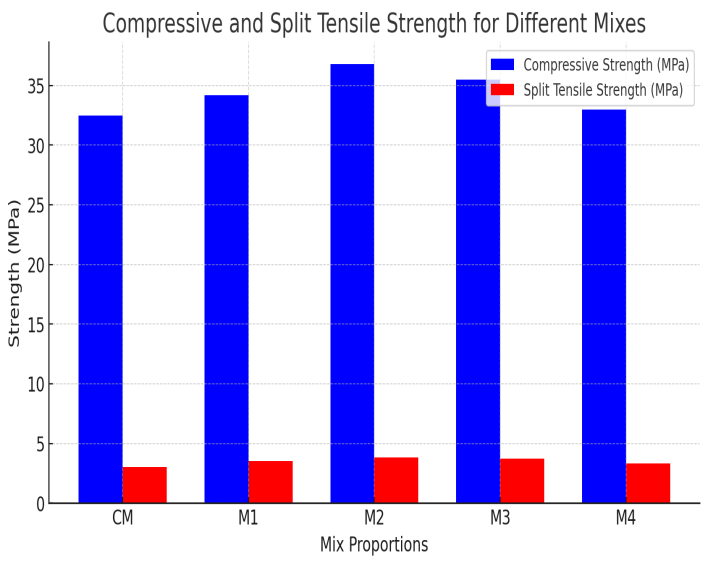 Compressive and Split Tensile Strength for Different Mixes
Compressive Strength (MPa)
Split Tensile Strength (MPa)
Strength (MPa)
35
30
25
20
15
10
5
0
CM M1 M2 M3 M4
Mix Proportions